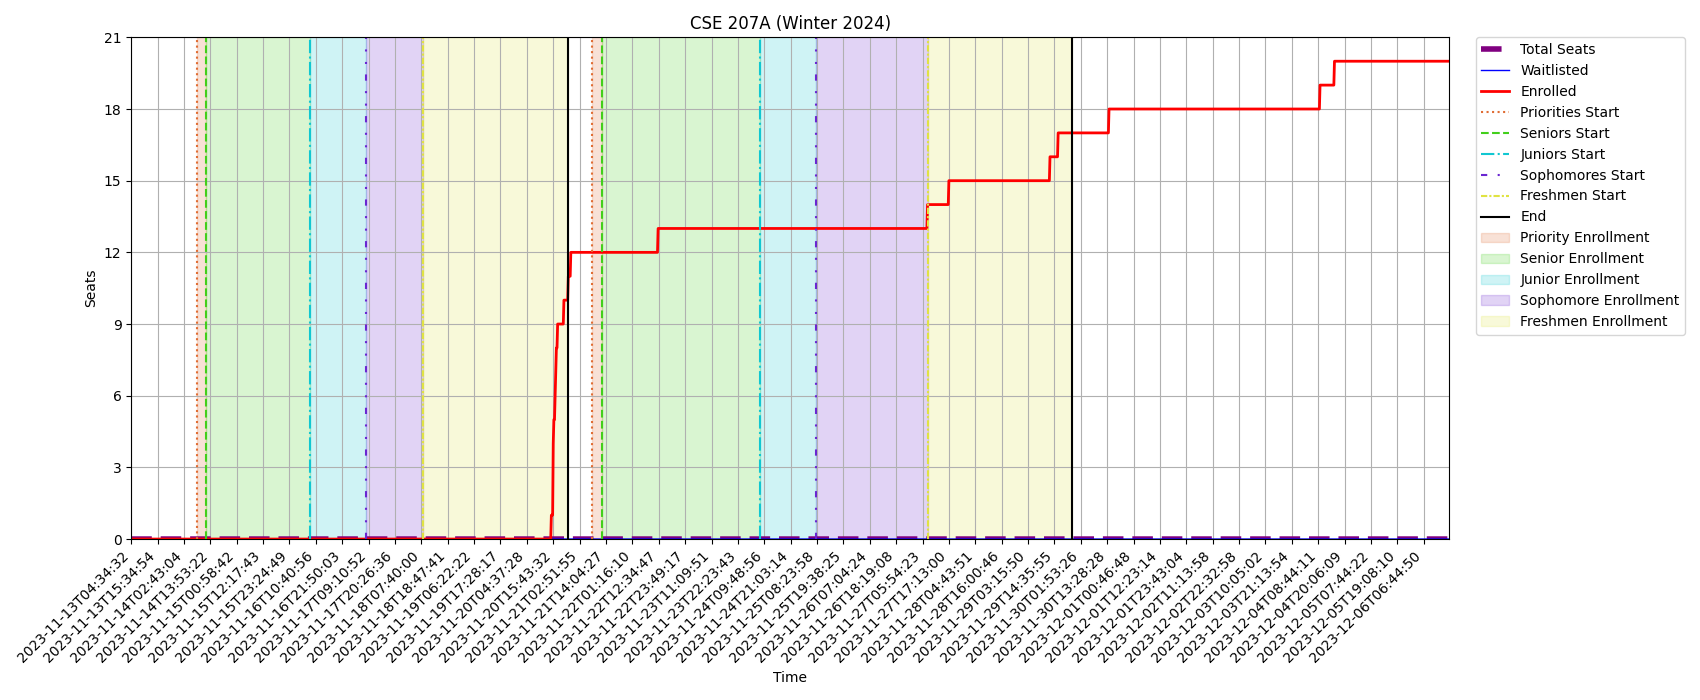 CSE 207A (Winter 2024)
21
18
15
12
9
6
3
0
Seats
2023-11-13T04:34:32
2023-11-13T15:34:54
2023-11-14T02:43:04
2023-11-14T13:53:22
2023-11-15T00:58:42
2023-11-15T12:17:43
2023-11-15T23:24:49
2023-11-16T10:40:56
2023-11-16T21:50:03
2023-11-17T09:10:52
2023-11-17T20:26:36
2023-11-18T07:40:00
2023-11-18T18:47:41
2023-11-19T06:22:22
2023-11-19T17:28:17
2023-11-20T04:37:28
2023-11-20T15:43:32
2023-11-21T02:51:55
2023-11-21T14:04:27
2023-11-22T01:16:10
2023-11-22T12:34:47
2023-11-22T23:49:17
2023-11-23T11:09:51
2023-11-23T22:23:43
2023-11-24T09:48:56
2023-11-24T21:03:14
2023-11-25T08:23:58
2023-11-25T19:38:25
2023-11-26T07:04:24
2023-11-26T18:19:08
2023-11-27T05:54:23
2023-11-27T17:13:00
2023-11-28T04:43:51
2023-11-28T16:00:46
2023-11-29T03:15:50
2023-11-29T14:35:55
2023-11-30T01:53:26
2023-11-30T13:28:28
2023-12-01T00:46:48
2023-12-01T12:23:14
2023-12-01T23:43:04
2023-12-02T11:13:58
2023-12-02T22:32:58
2023-12-03T10:05:02
2023-12-03T21:13:54
2023-12-04T08:44:11
2023-12-04T20:06:09
2023-12-05T07:44:22
2023-12-05T19:08:10
2023-12-06T06:44:50
Time
Total Seats
Waitlisted
Enrolled
Priorities Start
Seniors Start
Juniors Start
Sophomores Start
Freshmen Start
End
Priority Enrollment
Senior Enrollment
Junior Enrollment
Sophomore Enrollment
Freshmen Enrollment